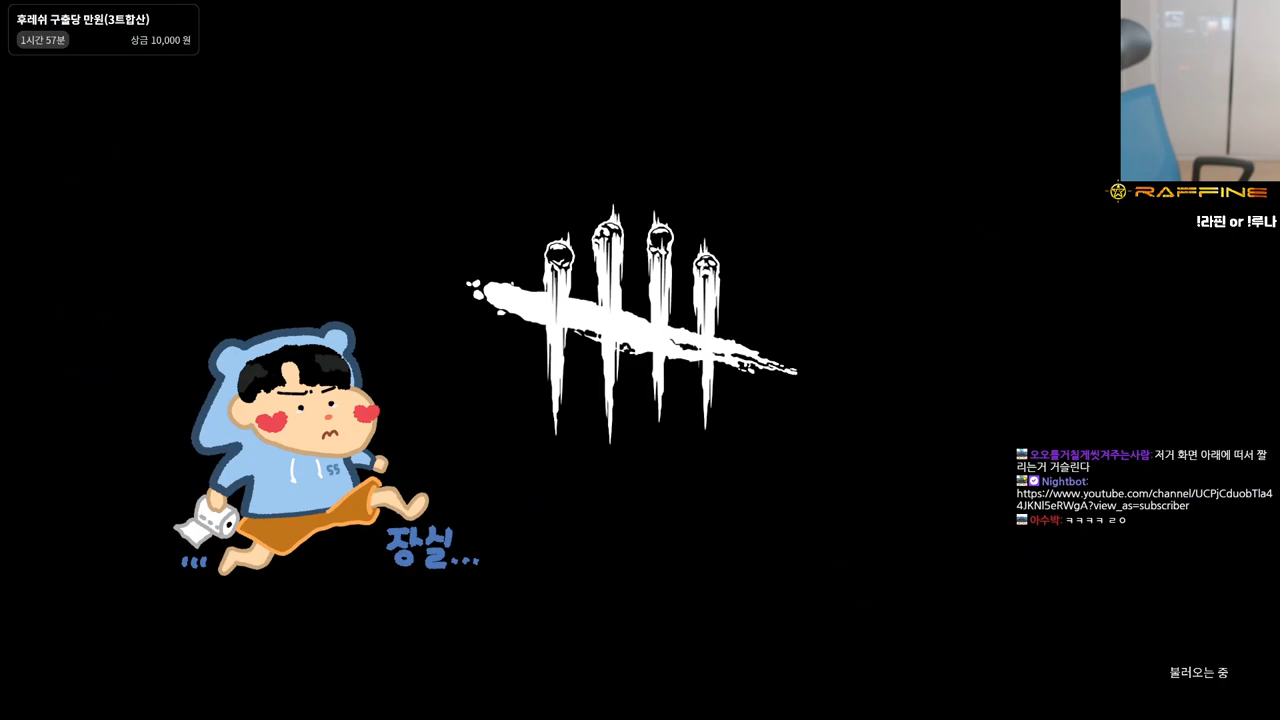 후레쉬 구출당 만원(3트합산)
1시간 57분
상금 10,000 원
RAFFINE
!라핀 or !루나
55
장실...
오오틀거칠게씻겨주는사람: 저거 화면 아래에 떠서 짤
리는거 거슬린다
Nightbot:
https://www.youtube.com/channel/UCPjCduobTla4
4JKNl5eRWgA?view_as=subscriber
아수박: ㅋㅋㅋㅋ ㄹㅇ
불러오는 중